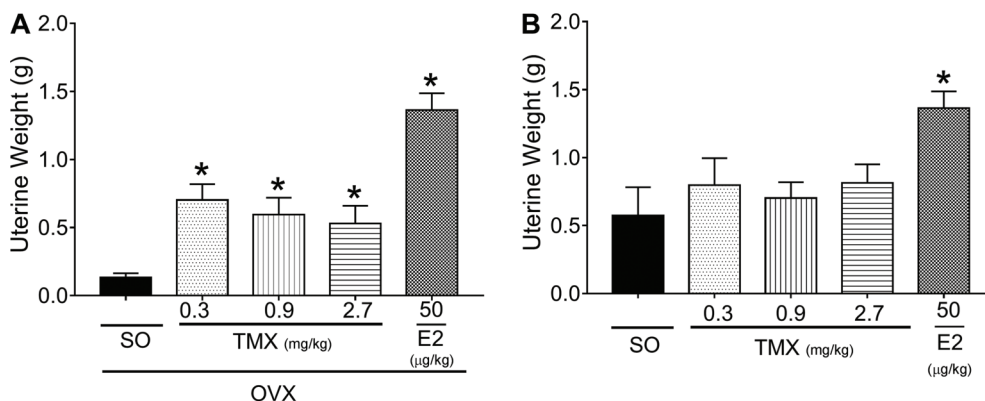 A
Uterine Weight (g)
2.0
1.5
1.0
0.5
0.0
*
*
*
*
0.3
0.9
2.7
50
SO
TMX (mg/kg)
E2
(μg/kg)
OVX
B
Uterine Weight (g)
2.0
1.5
1.0
0.5
0.0
*
0.3
0.9
2.7
50
SO
TMX (mg/kg)
E2
(μg/kg)